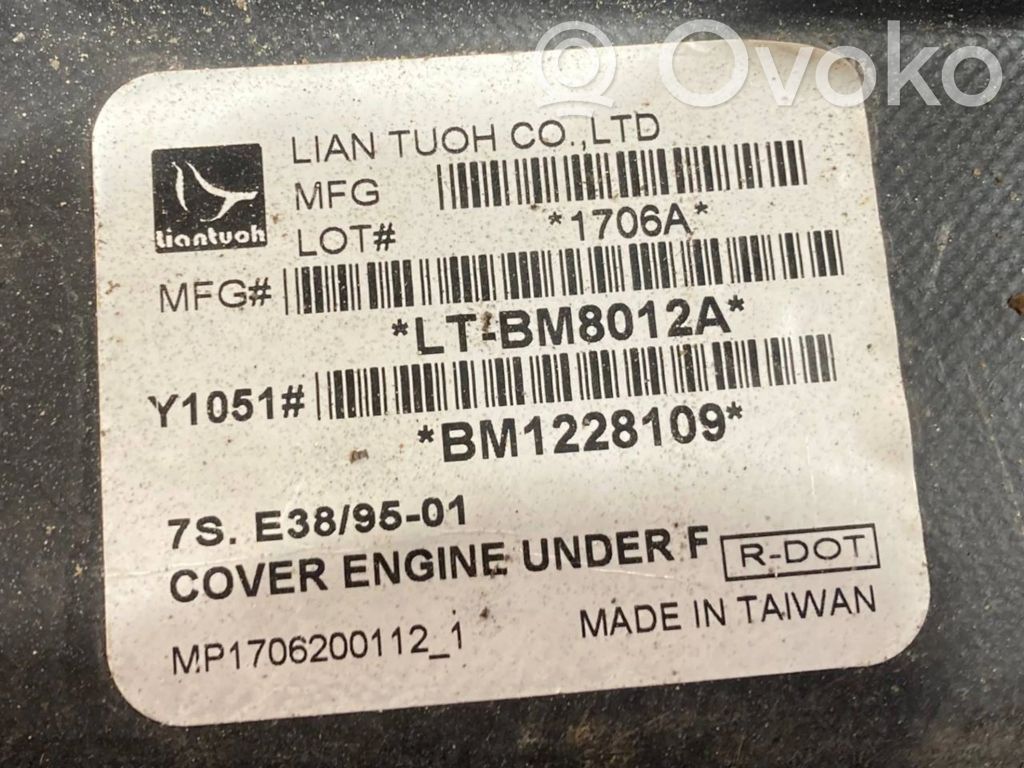 Ovoko
LIAN TUOH CO.,LTD
liantuoh
MFG
LOT#
*1706A*
MFG#
*LT-BM8012A*
Y1051#
*BM1228109*
7S. E38/95-01
COVER ENGINE UNDER F
R-DOT
MP1706200112_1
MADE IN TAIWAN